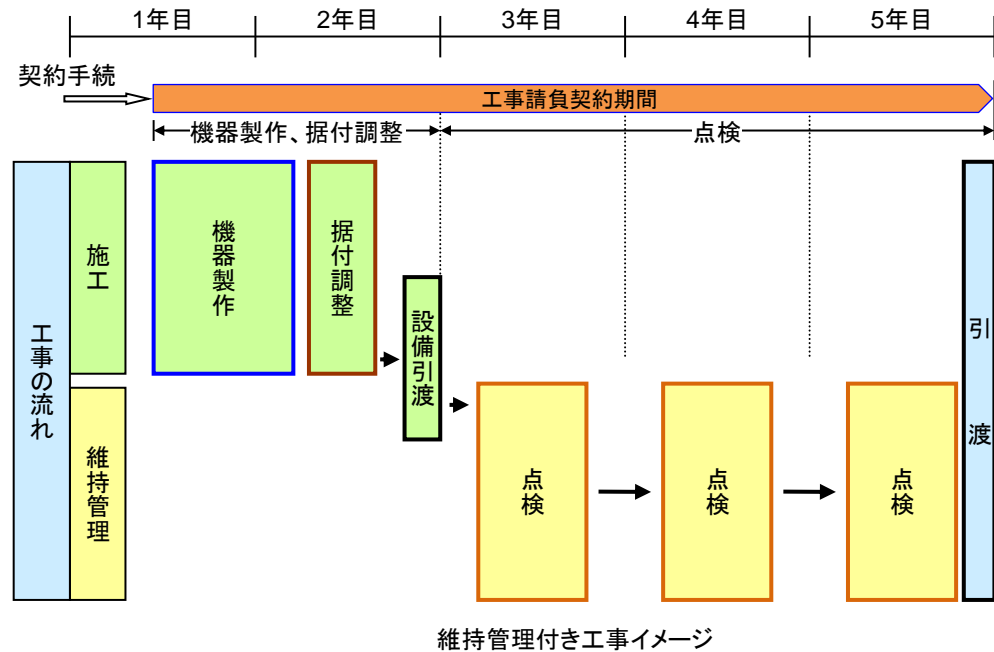 1年目
2年目
3年目
4年目
5年目
契約手続
工事請負契約期間
機器製作、据付調整
点検
工事の流れ
施工
維持管理
機器製作
据付調整
設備引渡
点検
点検
点検
引渡
維持管理付き工事イメージ